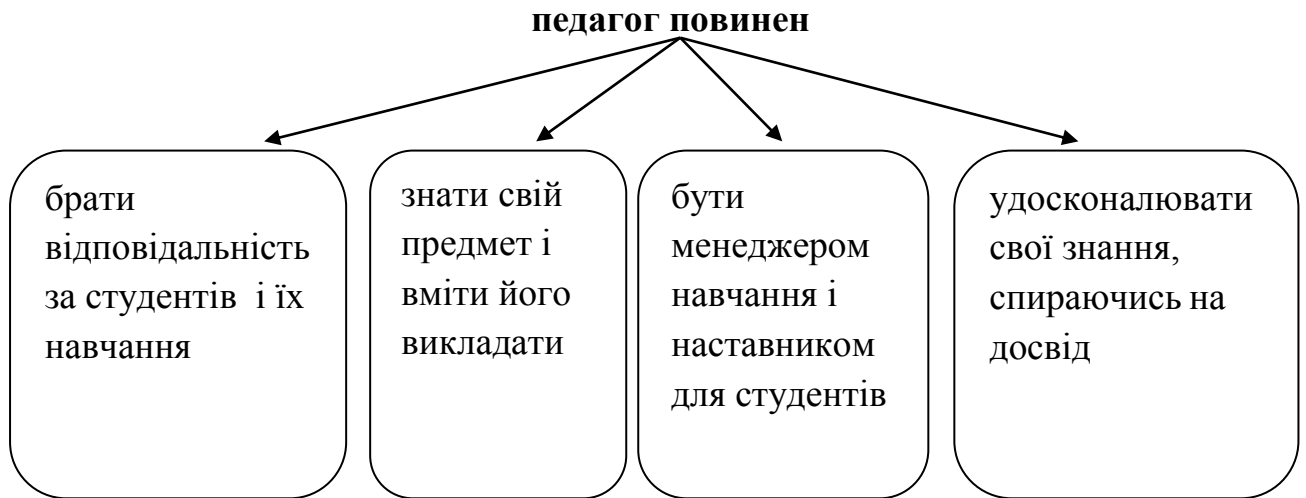 педагог повинен
брати
відповідальність
за студентів і їх
навчання
знати свій
предмет і
вміти його
викладати
бути
менеджером
навчання і
наставником
для студентів
удосконалювати
свої знання,
спираючись на
досвід